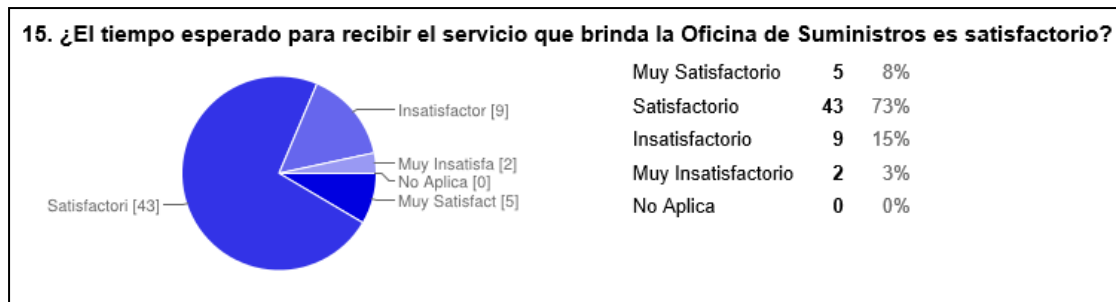 15. ¿El tiempo esperado para recibir el servicio que brinda la Oficina de Suministros es satisfactorio?
Insatisfactor [9]
Muy Insatisfa [2]
No Aplica [0]
Muy Satisfact [5]
Satisfactori [43]
Muy Satisfactorio 5 8%
Satisfactorio 43 73%
Insatisfactorio 9 15%
Muy Insatisfactorio 2 3%
No Aplica 0 0%